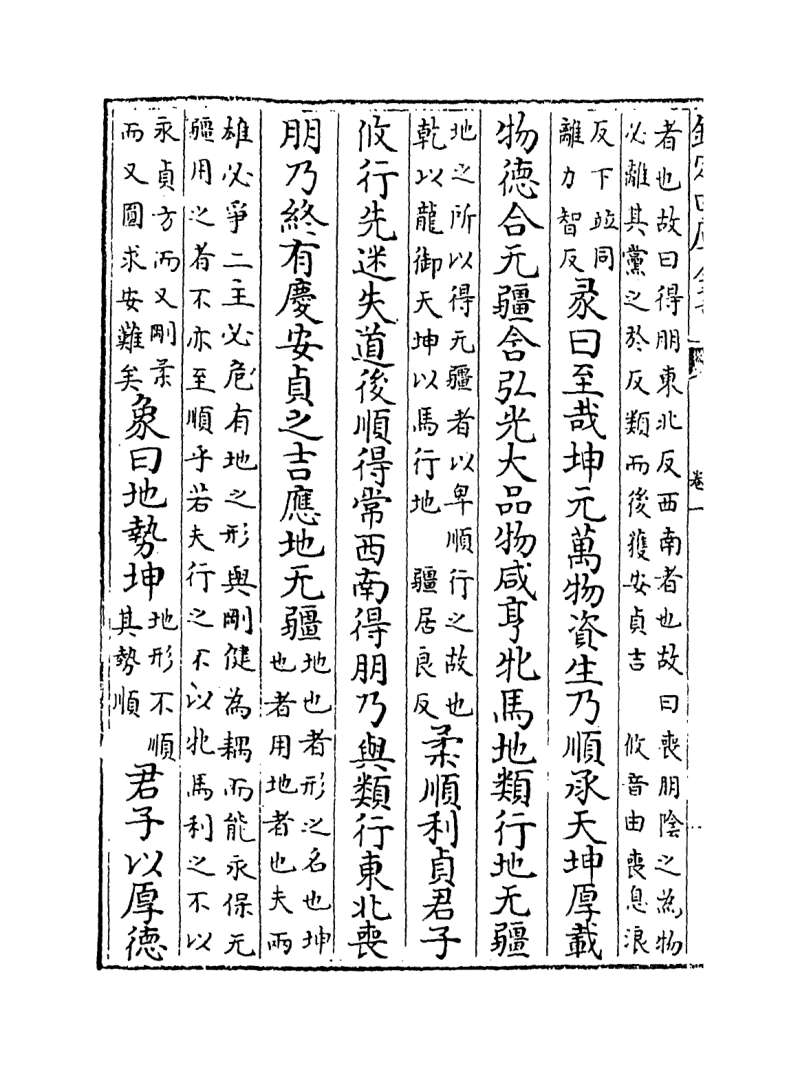 者也故曰得朋東北反西南者也故曰喪朋陰之為物
必離其黨之於反類而後獲安貞吉　攸音由喪息浪
反下竝同
離力智反
彖曰至哉坤元萬物資生乃順承天坤厚載
物德合无疆含弘光大品物咸亨牝馬地類行地无疆
地之所以得无疆者以卑順行之故也
乾以龍御天坤以馬行地　疆居良反
柔順利貞君子
攸行先迷失道後順得常西南得朋乃與類行東北喪
朋乃終有慶安貞之吉應地无疆
地也者形之名也坤
也者用地者也夫兩
雄必爭二主必危有地之形與剛健為耦而能永保无
疆用之者不亦至順乎若夫行之不以牝馬利之不以
永貞方而又剛柔
而又圓求安難矣
象曰地勢坤
地形不順
其勢順
君子以厚德
卷一